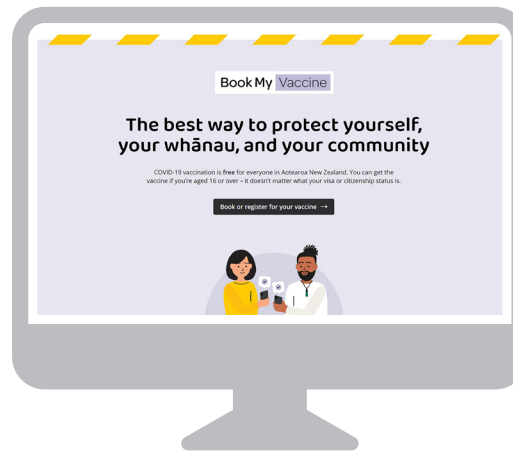 Book My Vaccine
The best way to protect yourself,
your whānau, and your community
COVID-19 vaccination is free for everyone in Aotearoa New Zealand. You can get the
vaccine if you're aged 16 or over – it doesn't matter what your visa or citizenship status is.
Book or register for your vaccine →